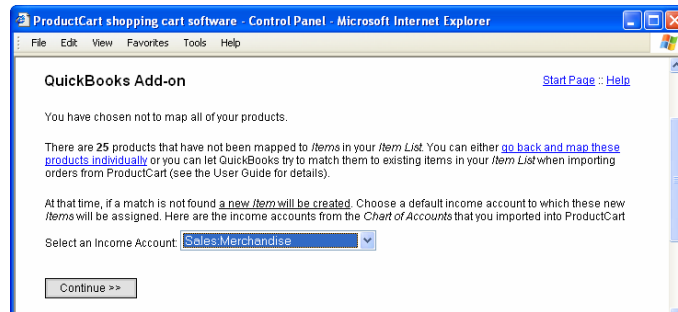 ProductCart shopping cart software - Control Panel - Microsoft Internet Explorer
File Edit View Favorites Tools Help
QuickBooks Add-on
Start Page :: Help
You have chosen not to map all of your products.
There are 25 products that have not been mapped to Items in your Item List. You can either go back and map these
products individually or you can let QuickBooks try to match them to existing items in your Item List when importing
orders from ProductCart (see the User Guide for details).
At that time, if a match is not found a new Item will be created. Choose a default income account to which these new
Items will be assigned. Here are the income accounts from the Chart of Accounts that you imported into ProductCart
Select an Income Account: Sales:Merchandise
Continue >>